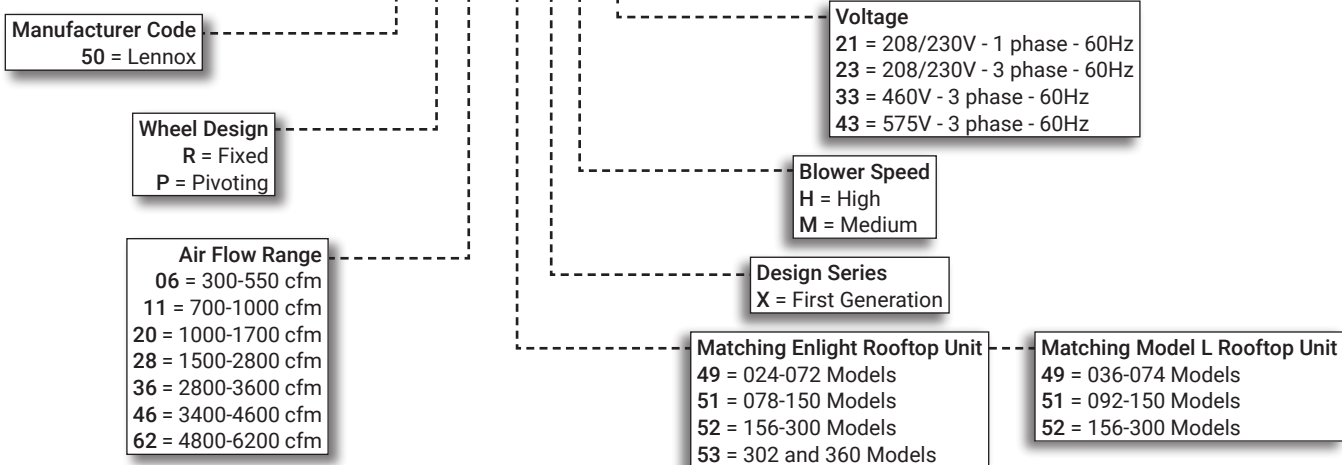 Manufacturer Code
50 = Lennox
Wheel Design
R = Fixed
P = Pivoting
Air Flow Range
06 = 300-550 cfm
11 = 700-1000 cfm
20 = 1000-1700 cfm
28 = 1500-2800 cfm
36 = 2800-3600 cfm
46 = 3400-4600 cfm
62 = 4800-6200 cfm
Voltage
21 = 208/230V - 1 phase - 60Hz
23 = 208/230V - 3 phase - 60Hz
33 = 460V - 3 phase - 60Hz
43 = 575V - 3 phase - 60Hz
Blower Speed
H = High
M = Medium
Design Series
X = First Generation
Matching Enlight Rooftop Unit
49 = 024-072 Models
51 = 078-150 Models
52 = 156-300 Models
53 = 302 and 360 Models
Matching Model L Rooftop Unit
49 = 036-074 Models
51 = 092-150 Models
52 = 156-300 Models